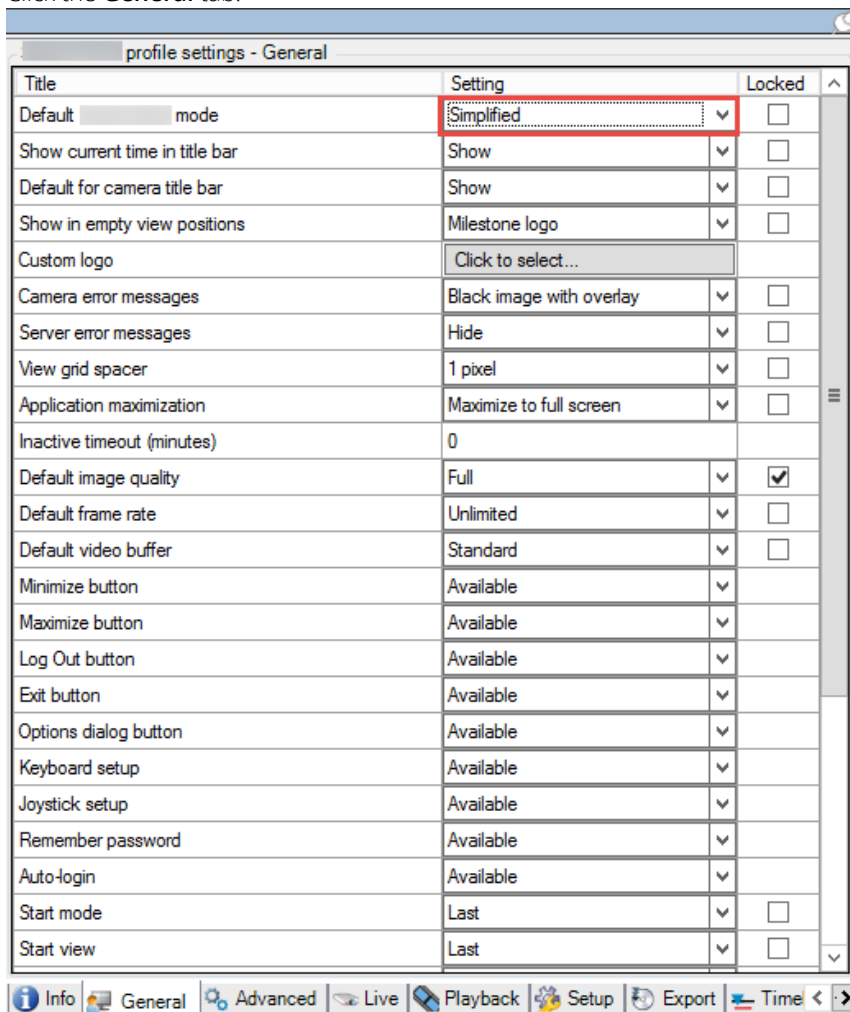 Click the General tab.
profile settings - General
Title Setting Locked
Default mode Simplified
Show current time in title bar Show
Default for camera title bar Show
Show in empty view positions Milestone logo
Custom logo Click to select...
Camera error messages Black image with overlay
Server error messages Hide
View grid spacer 1 pixel
Application maximization Maximize to full screen
Inactive timeout (minutes) 0
Default image quality Full
Default frame rate Unlimited
Default video buffer Standard
Minimize button Available
Maximize button Available
Log Out button Available
Exit button Available
Options dialog button Available
Keyboard setup Available
Joystick setup Available
Remember password Available
Auto-login Available
Start mode Last
Start view Last
Info General Advanced Live Playback Setup Export Time